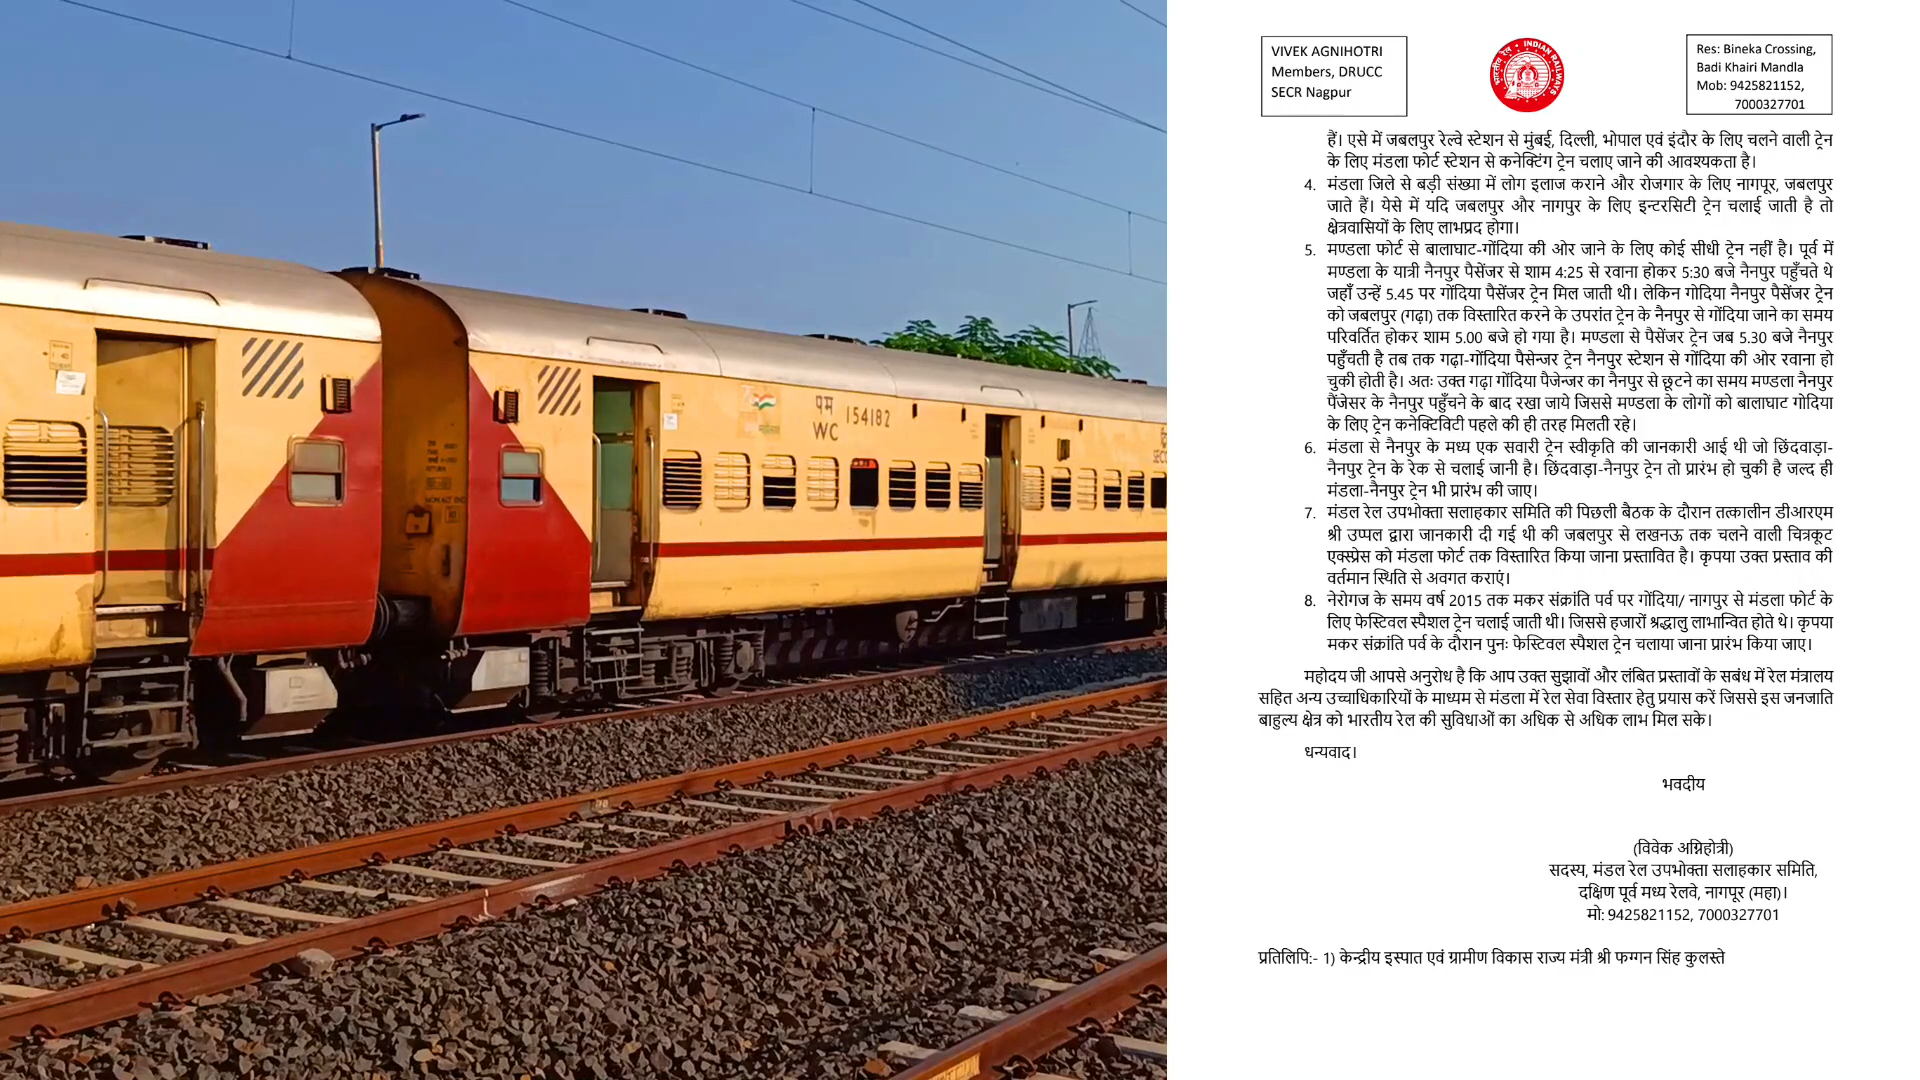 पम
154182
WC
VIVEK AGNIHOTRI
Members, DRUCC
SECR Nagpur
INDIAN RAILWAYS
भारतीय रेल
Res: Bineka Crossing,
Badi Khairi Mandla
Mob: 9425821152,
7000327701
हैं। एसे में जबलपुर रेल्वे स्टेशन से मुंबई, दिल्ली, भोपाल एवं इंदौर के लिए चलने वाली ट्रेन
के लिए मंडला फोर्ट स्टेशन से कनेक्टिंग ट्रेन चलाए जाने की आवश्यकता है।
4. मंडला जिले से बड़ी संख्या में लोग इलाज कराने और रोजगार के लिए नागपूर, जबलपुर
जाते हैं। येसे में यदि जबलपुर और नागपुर के लिए इन्टरसिटी ट्रेन चलाई जाती है तो
क्षेत्रवासियों के लिए लाभप्रद होगा।
5. मण्डला फोर्ट से बालाघाट-गोंदिया की ओर जाने के लिए कोई सीधी ट्रेन नहीं है। पूर्व में
मण्डला के यात्री नैनपुर पैसेंजर से शाम 4:25 से रवाना होकर 5:30 बजे नैनपुर पहुँचते थे
जहाँ उन्हें 5.45 पर गोंदिया पैसेंजर ट्रेन मिल जाती थी। लेकिन गोदिया नैनपुर पैसेंजर ट्रेन
को जबलपुर (गढ़ा) तक विस्तारित करने के उपरांत ट्रेन के नैनपुर से गोंदिया जाने का समय
परिवर्तित होकर शाम 5.00 बजे हो गया है। मण्डला से पैसेंजर ट्रेन जब 5.30 बजे नैनपुर
पहुँचती है तब तक गढ़ा-गोंदिया पैसेन्जर ट्रेन नैनपुर स्टेशन से गोंदिया की ओर रवाना हो
चुकी होती है। अतः उक्त गढ़ा गोंदिया पैजेन्जर का नैनपुर से छूटने का समय मण्डला नैनपुर
पैंजेसर के नैनपुर पहुँचने के बाद रखा जाये जिससे मण्डला के लोगों को बालाघाट गोदिया
के लिए ट्रेन कनेक्टिविटी पहले की ही तरह मिलती रहे।
6. मंडला से नैनपुर के मध्य एक सवारी ट्रेन स्वीकृति की जानकारी आई थी जो छिंदवाड़ा-
नैनपुर ट्रेन के रेक से चलाई जानी है। छिंदवाड़ा-नैनपुर ट्रेन तो प्रारंभ हो चुकी है जल्द ही
मंडला-नैनपुर ट्रेन भी प्रारंभ की जाए।
7. मंडल रेल उपभोक्ता सलाहकार समिति की पिछली बैठक के दौरान तत्कालीन डीआरएम
श्री उप्पल द्वारा जानकारी दी गई थी की जबलपुर से लखनऊ तक चलने वाली चित्रकूट
एक्स्प्रेस को मंडला फोर्ट तक विस्तारित किया जाना प्रस्तावित है। कृपया उक्त प्रस्ताव की
वर्तमान स्थिति से अवगत कराएं।
8. नेरोगज के समय वर्ष 2015 तक मकर संक्रांति पर्व पर गोंदिया/ नागपुर से मंडला फोर्ट के
लिए फेस्टिवल स्पैशल ट्रेन चलाई जाती थी। जिससे हजारों श्रद्धालु लाभान्वित होते थे। कृपया
मकर संक्रांति पर्व के दौरान पुनः फेस्टिवल स्पैशल ट्रेन चलाया जाना प्रारंभ किया जाए।
महोदय जी आपसे अनुरोध है कि आप उक्त सुझावों और लंबित प्रस्तावों के सबंध में रेल मंत्रालय
सहित अन्य उच्चाधिकारियों के माध्यम से मंडला में रेल सेवा विस्तार हेतु प्रयास करें जिससे इस जनजाति
बाहुल्य क्षेत्र को भारतीय रेल की सुविधाओं का अधिक से अधिक लाभ मिल सके।
धन्यवाद।
भवदीय
(विवेक अग्निहोत्री)
सदस्य, मंडल रेल उपभोक्ता सलाहकार समिति,
दक्षिण पूर्व मध्य रेलवे, नागपूर (महा)।
मो: 9425821152, 7000327701
प्रतिलिपि:- 1) केन्द्रीय इस्पात एवं ग्रामीण विकास राज्य मंत्री श्री फग्गन सिंह कुलस्ते